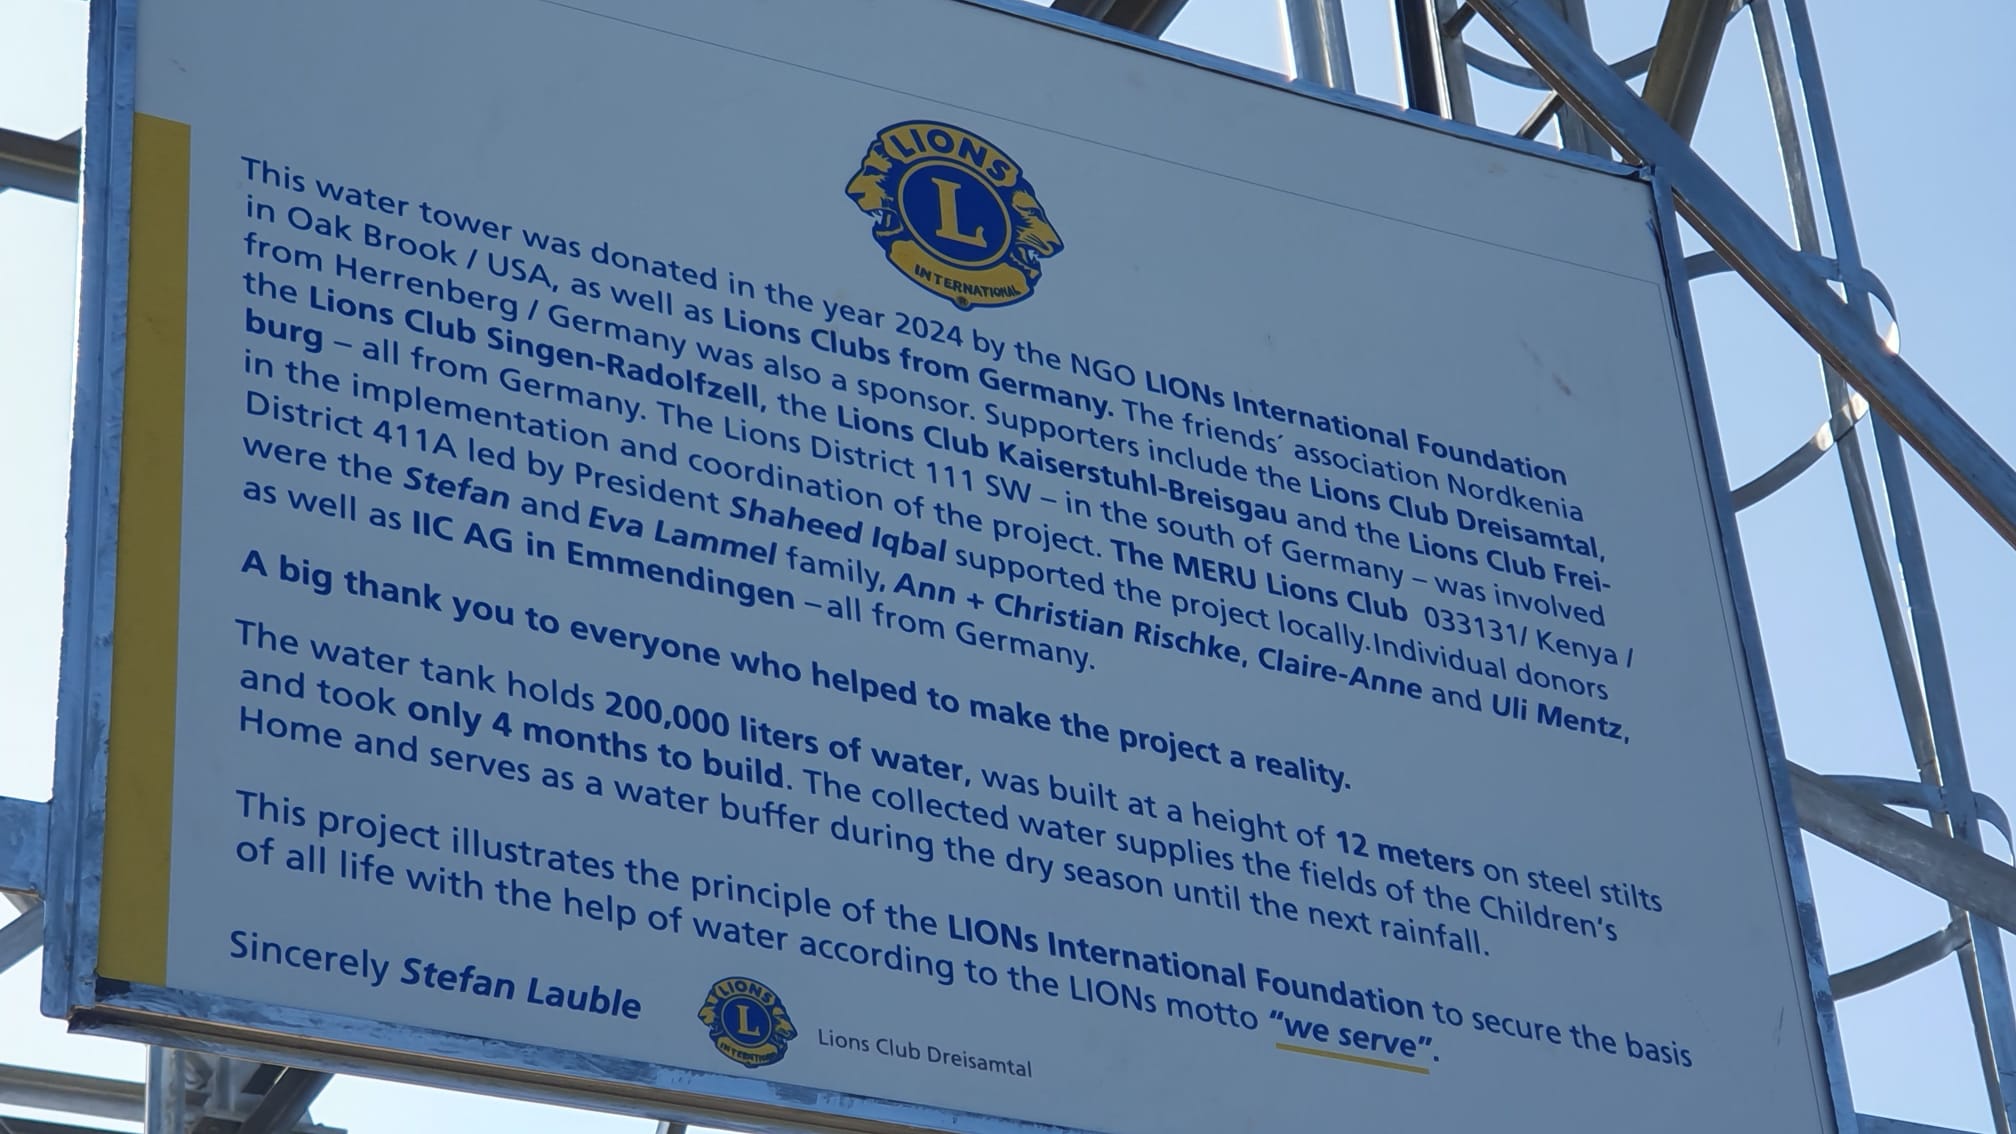 LIONS
L
INTERNATIONAL
®
This water tower was donated in the year 2024 by the NGO LIONs International Foundation
in Oak Brook / USA, as well as Lions Clubs from Germany. The friends´ association Nordkenia
from Herrenberg / Germany was also a sponsor. Supporters include the Lions Club Dreisamtal,
the Lions Club Singen-Radolfzell, the Lions Club Kaiserstuhl-Breisgau and the Lions Club Frei-
burg – all from Germany. The Lions District 111 SW – in the south of Germany – was involved
in the implementation and coordination of the project. The MERU Lions Club 033131/ Kenya /
District 411A led by President Shaheed Iqbal supported the project locally.Individual donors
were the Stefan and Eva Lammel family, Ann + Christian Rischke, Claire-Anne and Uli Mentz,
as well as IIC AG in Emmendingen – all from Germany.
A big thank you to everyone who helped to make the project a reality.
The water tank holds 200,000 liters of water, was built at a height of 12 meters on steel stilts
and took only 4 months to build. The collected water supplies the fields of the Children‘s
Home and serves as a water buffer during the dry season until the next rainfall.
This project illustrates the principle of the LIONs International Foundation to secure the basis
of all life with the help of water according to the LIONs motto “we serve”.
Sincerely Stefan Lauble
LIONS
L
INTERNATIONAL
Lions Club Dreisamtal